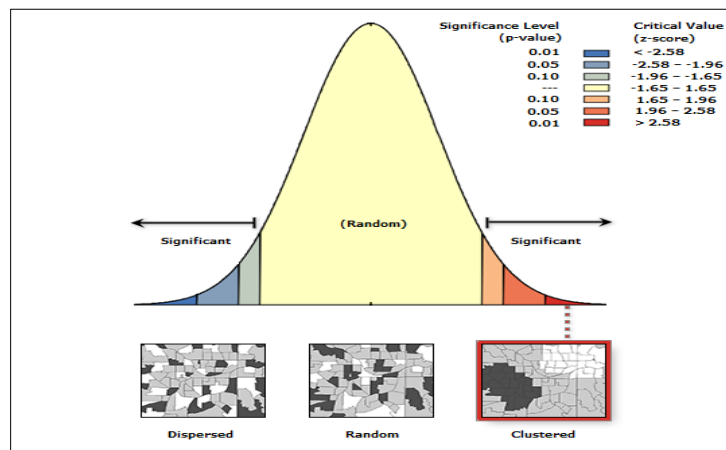 Significance Level Critical Value
(p-value) (z-score)
0.01 < -2.58
0.05 -2.58 – -1.96
0.10 -1.96 – -1.65
--- -1.65 – 1.65
0.10 1.65 – 1.96
0.05 1.96 – 2.58
0.01 > 2.58
(Random)
Significant Significant
Dispersed Random Clustered